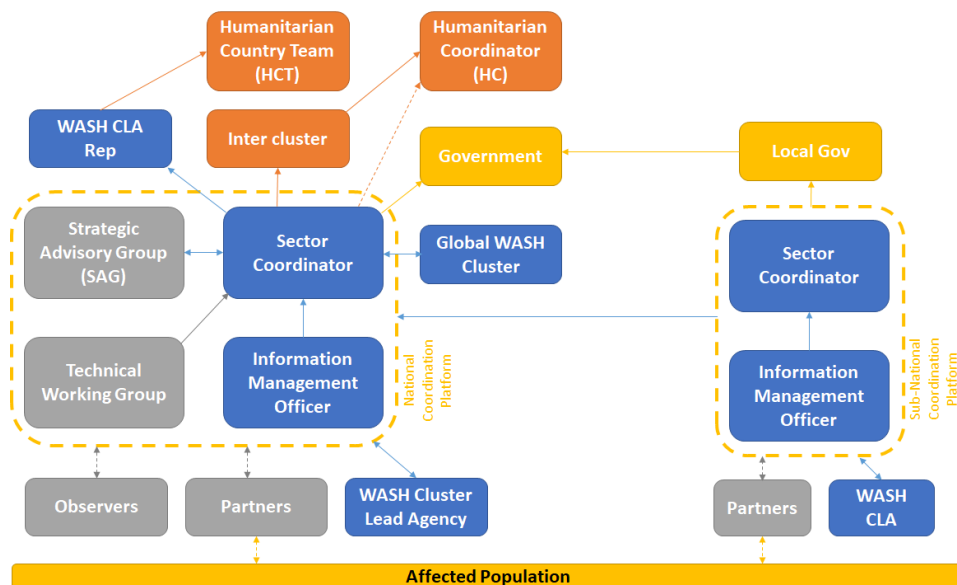 Humanitarian
Country Team
(HCT)
Humanitarian
Coordinator
(HC)
WASH CLA
Rep
Inter cluster
Government
Local Gov
Strategic
Advisory Group
(SAG)
Sector
Coordinator
Global WASH
Cluster
Sector
Coordinator
Technical
Working Group
Information
Management
Officer
National
Coordination
Platform
Information
Management
Officer
Sub-National
Coordination
Platform
Observers
Partners
WASH Cluster
Lead Agency
Partners
WASH
CLA
Affected Population